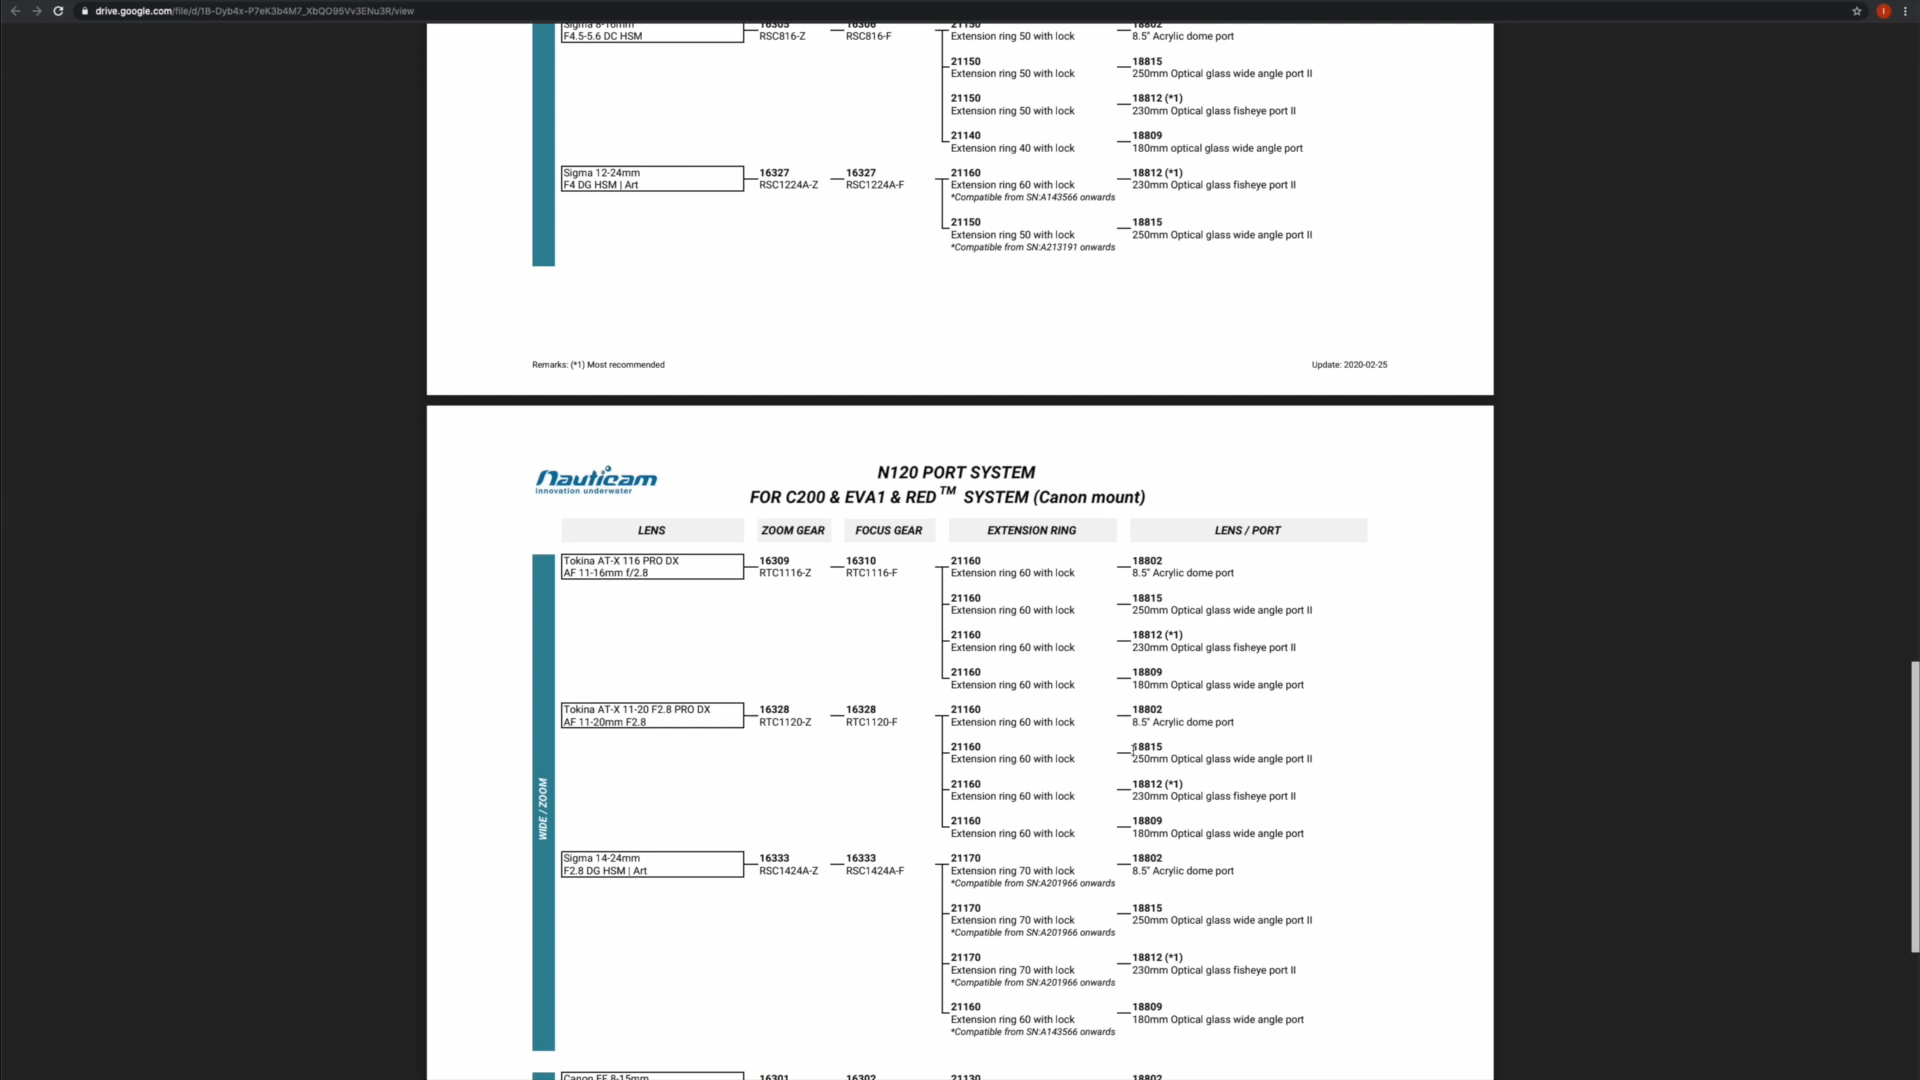 drive.google.com/file/d/1B-Dyb4x-P7eK3b4M7_XbQO95Vv3ENu3R/view
Sigma 8-16mm 16305 16306 21150 18802
F4.5-5.6 DC HSM RSC816-Z RSC816-F Extension ring 50 with lock 8.5" Acrylic dome port
21150 18815
Extension ring 50 with lock 250mm Optical glass wide angle port II
21150 18812 (*1)
Extension ring 50 with lock 230mm Optical glass fisheye port II
21140 18809
Extension ring 40 with lock 180mm optical glass wide angle port
Sigma 12-24mm 16327 16327 21160 18812 (*1)
F4 DG HSM | Art RSC1224A-Z RSC1224A-F Extension ring 60 with lock 230mm Optical glass fisheye port II
*Compatible from SN:A143566 onwards
21150 18815
Extension ring 50 with lock 250mm Optical glass wide angle port II
*Compatible from SN:A213191 onwards
Remarks: (*1) Most recommended Update: 2020-02-25
Nauticam
innovation underwater
N120 PORT SYSTEM
FOR C200 & EVA1 & RED™ SYSTEM (Canon mount)
LENS ZOOM GEAR FOCUS GEAR EXTENSION RING LENS / PORT
WIDE / ZOOM
Tokina AT-X 116 PRO DX 16309 16310 21160 18802
AF 11-16mm f/2.8 RTC1116-Z RTC1116-F Extension ring 60 with lock 8.5" Acrylic dome port
21160 18815
Extension ring 60 with lock 250mm Optical glass wide angle port II
21160 18812 (*1)
Extension ring 60 with lock 230mm Optical glass fisheye port II
21160 18809
Extension ring 60 with lock 180mm Optical glass wide angle port
Tokina AT-X 11-20 F2.8 PRO DX 16328 16328 21160 18802
AF 11-20mm F2.8 RTC1120-Z RTC1120-F Extension ring 60 with lock 8.5" Acrylic dome port
21160 18815
Extension ring 60 with lock 250mm Optical glass wide angle port II
21160 18812 (*1)
Extension ring 60 with lock 230mm Optical glass fisheye port II
21160 18809
Extension ring 60 with lock 180mm Optical glass wide angle port
Sigma 14-24mm 16333 16333 21170 18802
F2.8 DG HSM | Art RSC1424A-Z RSC1424A-F Extension ring 70 with lock 8.5" Acrylic dome port
*Compatible from SN:A201966 onwards
21170 18815
Extension ring 70 with lock 250mm Optical glass wide angle port II
*Compatible from SN:A201966 onwards
21170 18812 (*1)
Extension ring 70 with lock 230mm Optical glass fisheye port II
*Compatible from SN:A201966 onwards
21160 18809
Extension ring 60 with lock 180mm Optical glass wide angle port
*Compatible from SN:A143566 onwards
Canon EF 8-15mm 16301 16302 21130 18802